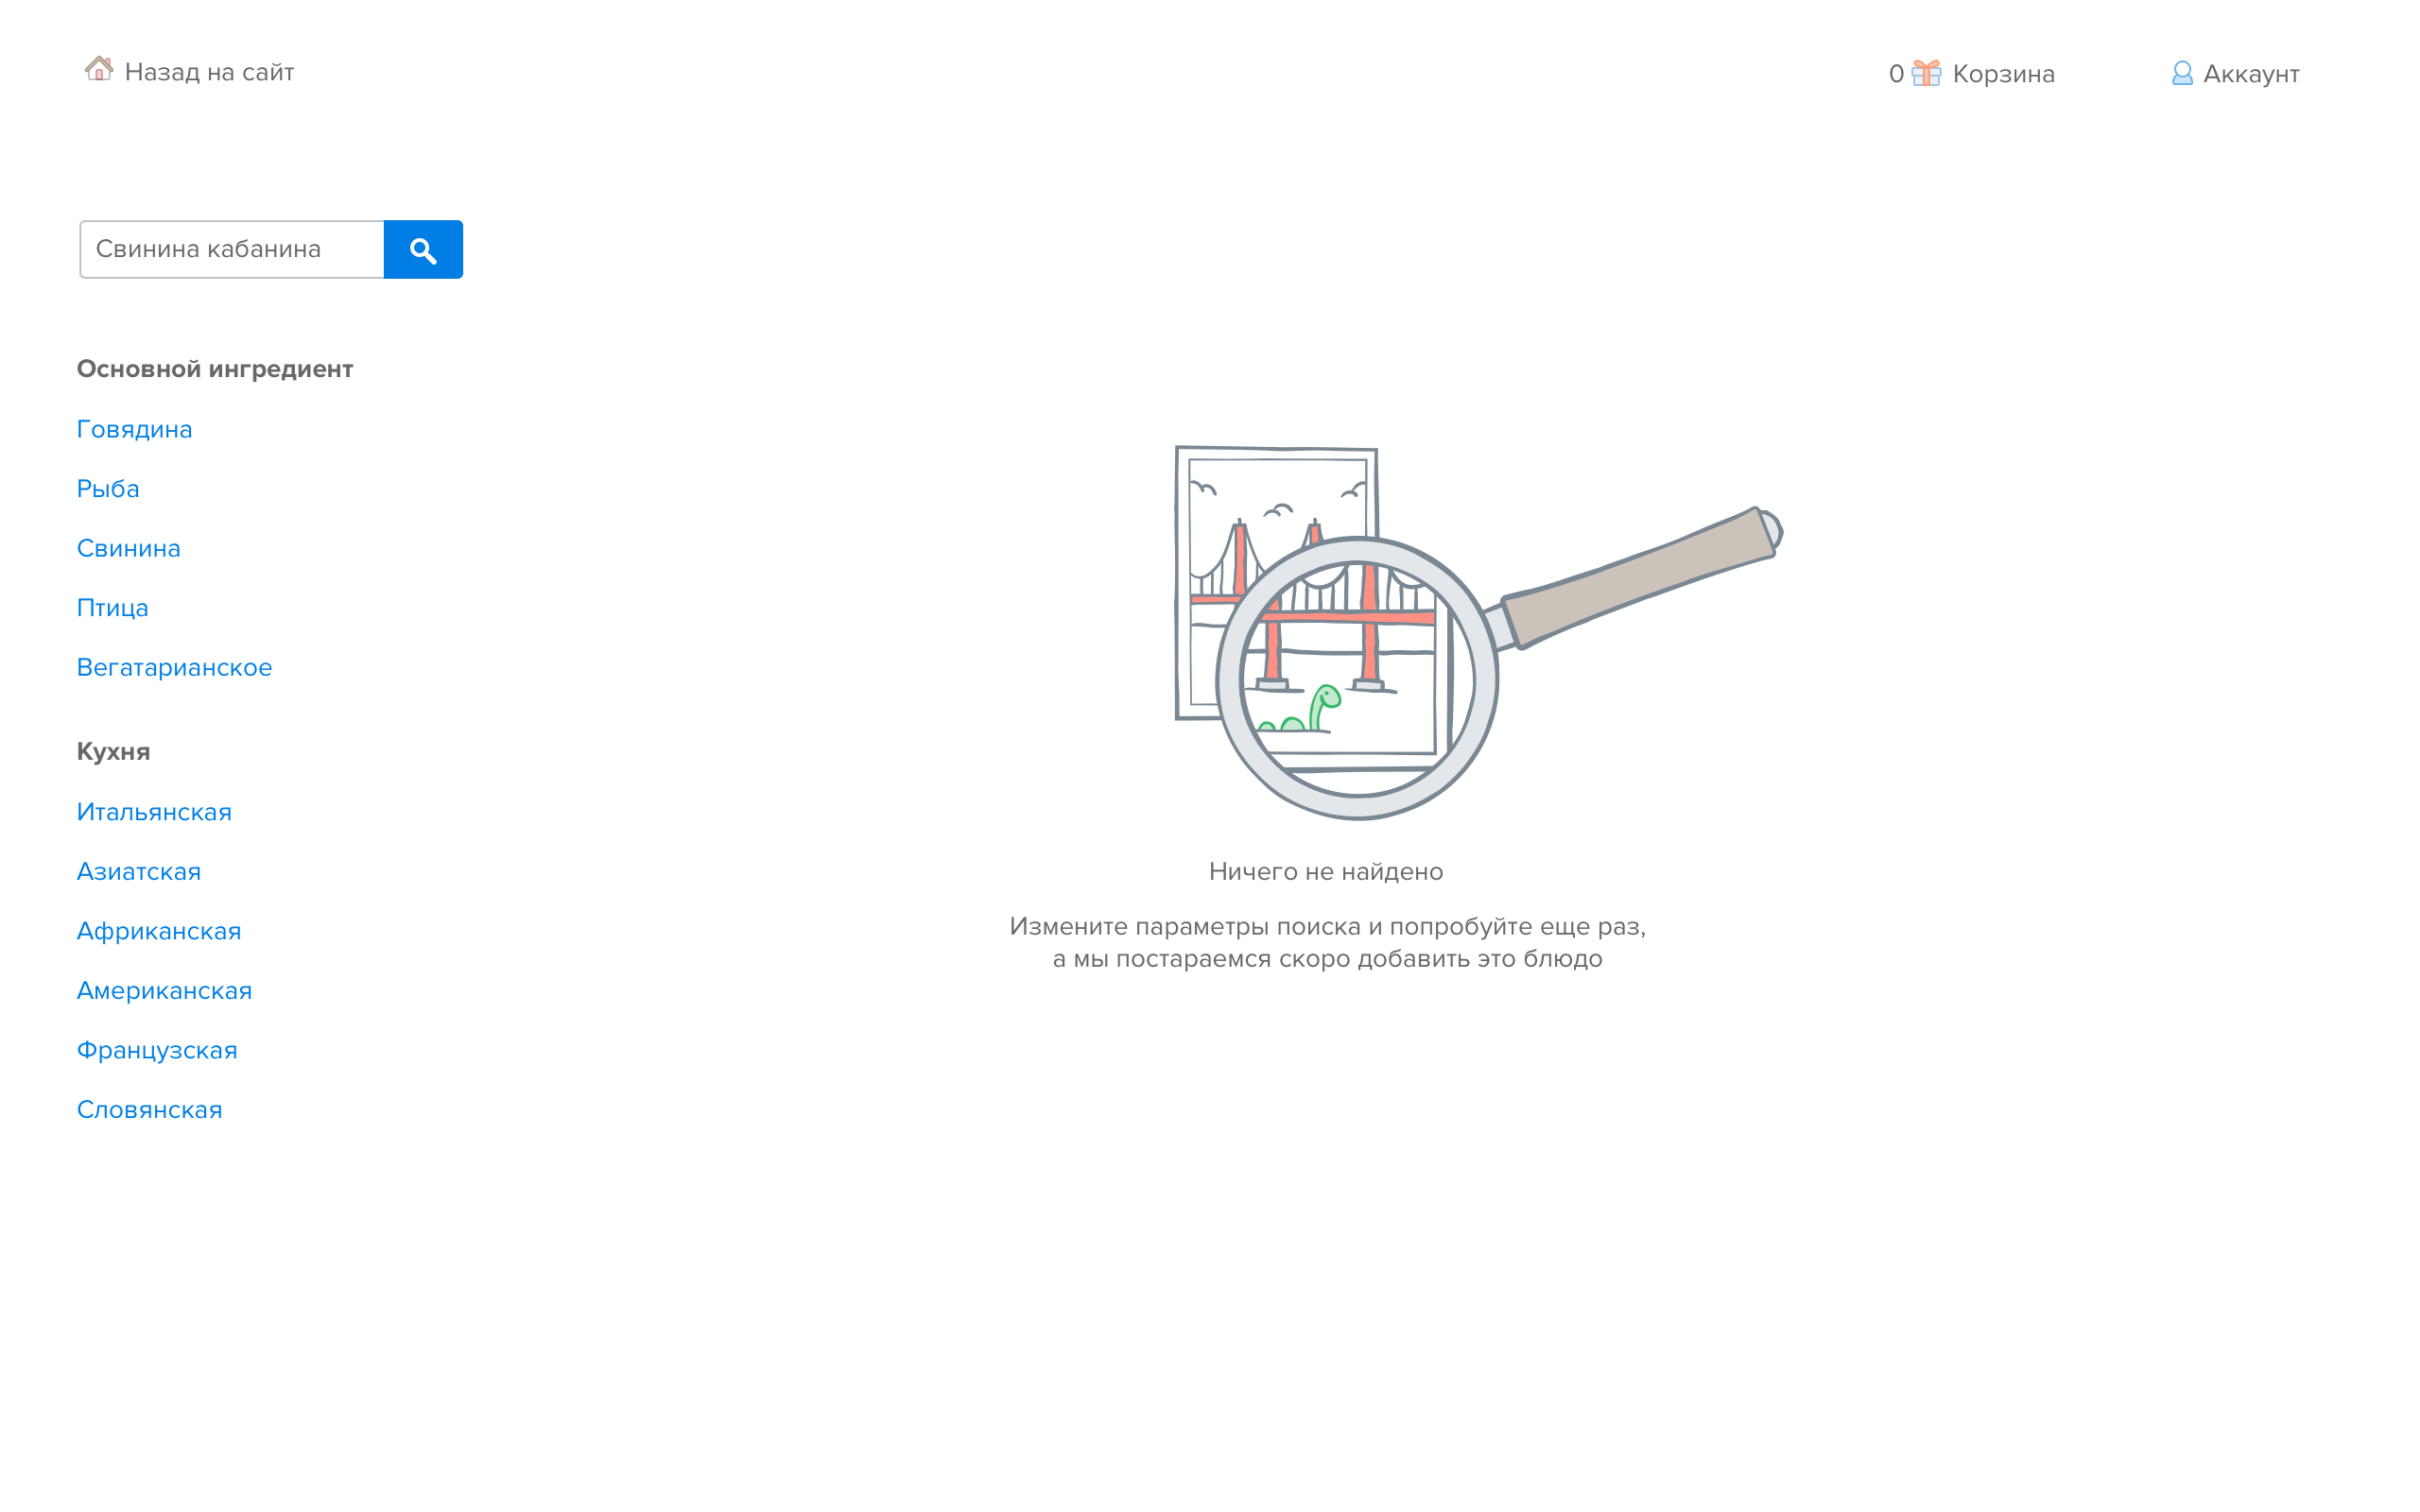 Назад на сайт
0 Корзина
Аккаунт
Свинина кабанина
Основной ингредиент
Говядина
Рыба
Свинина
Птица
Вегатарианское
Кухня
Итальянская
Азиатская
Африканская
Американская
Французская
Словянская
Ничего не найдено
Измените параметры поиска и попробуйте еще раз,
а мы постараемся скоро добавить это блюдо